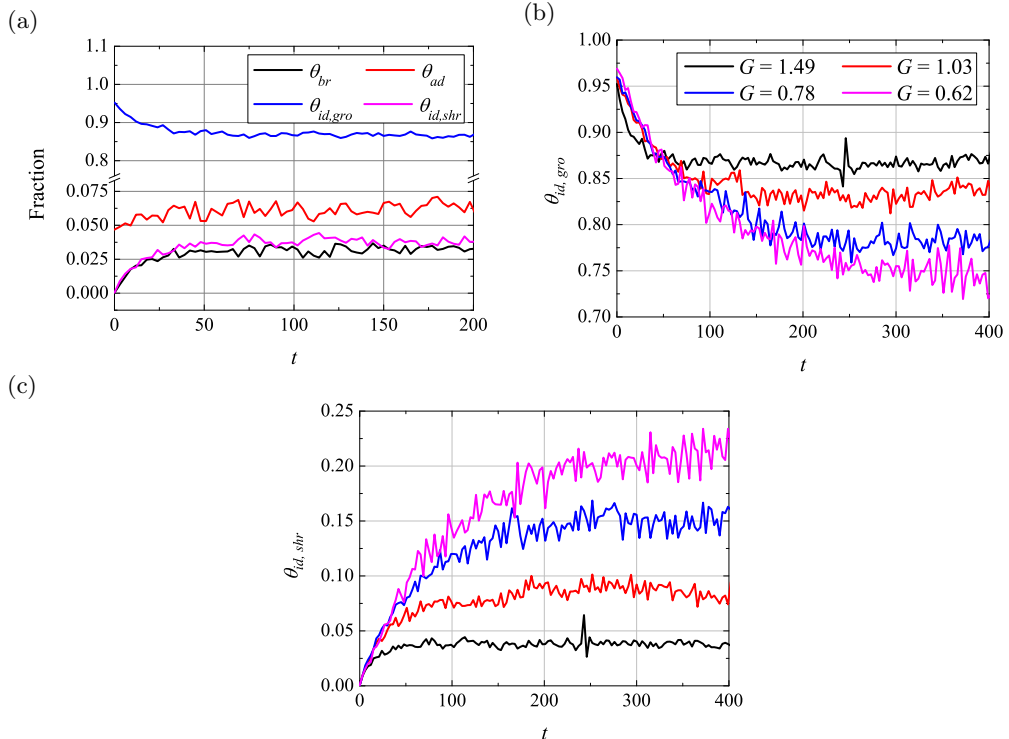 (a)
1.1
1.0
0.9
0.8
0.075
0.050
0.025
0.000
Fraction
θbr
θad
θid,gro
θid,shr
0 50 100 150 200
t
(b)
1.00
0.95
0.90
0.85
0.80
0.75
0.70
θid, gro
G = 1.49 G = 1.03
G = 0.78 G = 0.62
0 100 200 300 400
t
(c)
0.25
0.20
0.15
0.10
0.05
0.00
θid, shr
0 100 200 300 400
t